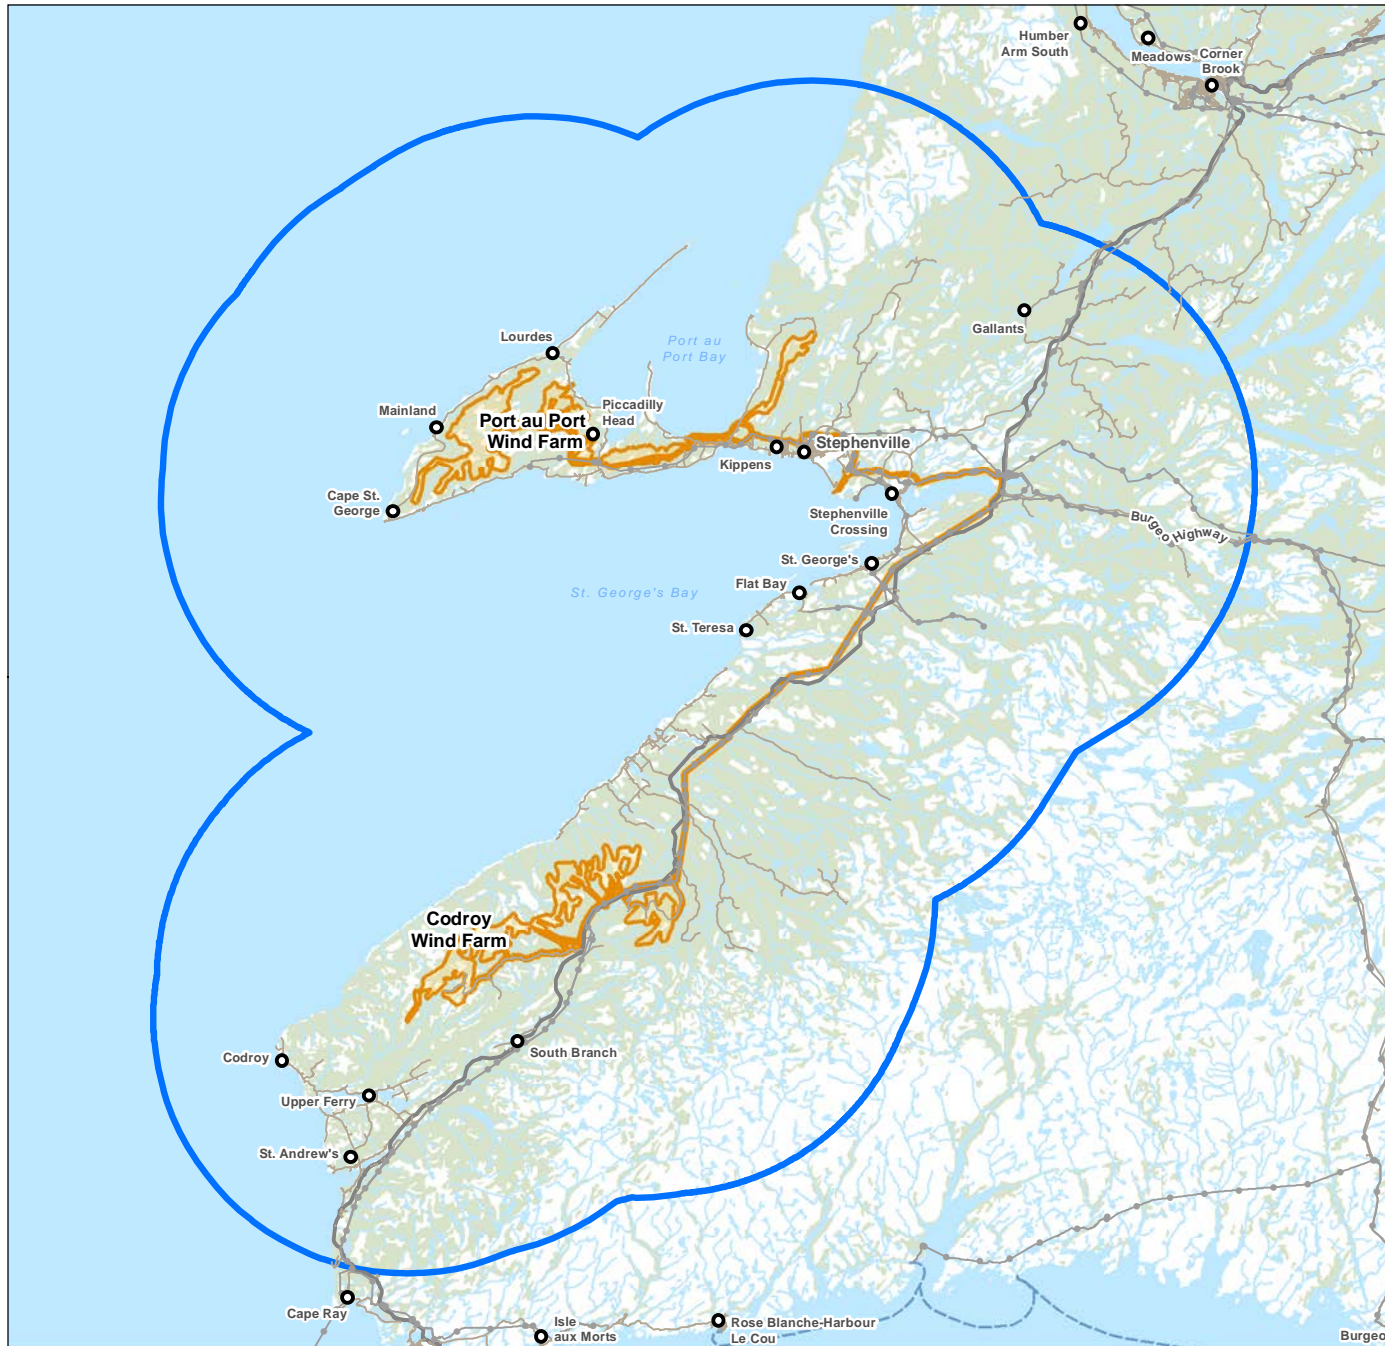 Humber
Arm South
Meadows
Corner
Brook
Gallants
Lourdes
Port au
Port Bay
Mainland
Port au Port
Wind Farm
Piccadilly
Head
Stephenville
Kippens
Cape St.
George
Stephenville
Crossing
Burgeo Highway
St. George's
Flat Bay
St. George's Bay
St. Teresa
Codroy
Wind Farm
South Branch
Codroy
Upper Ferry
St. Andrew's
Cape Ray
Isle
aux Morts
Rose Blanche-Harbour
Le Cou
Burgeo